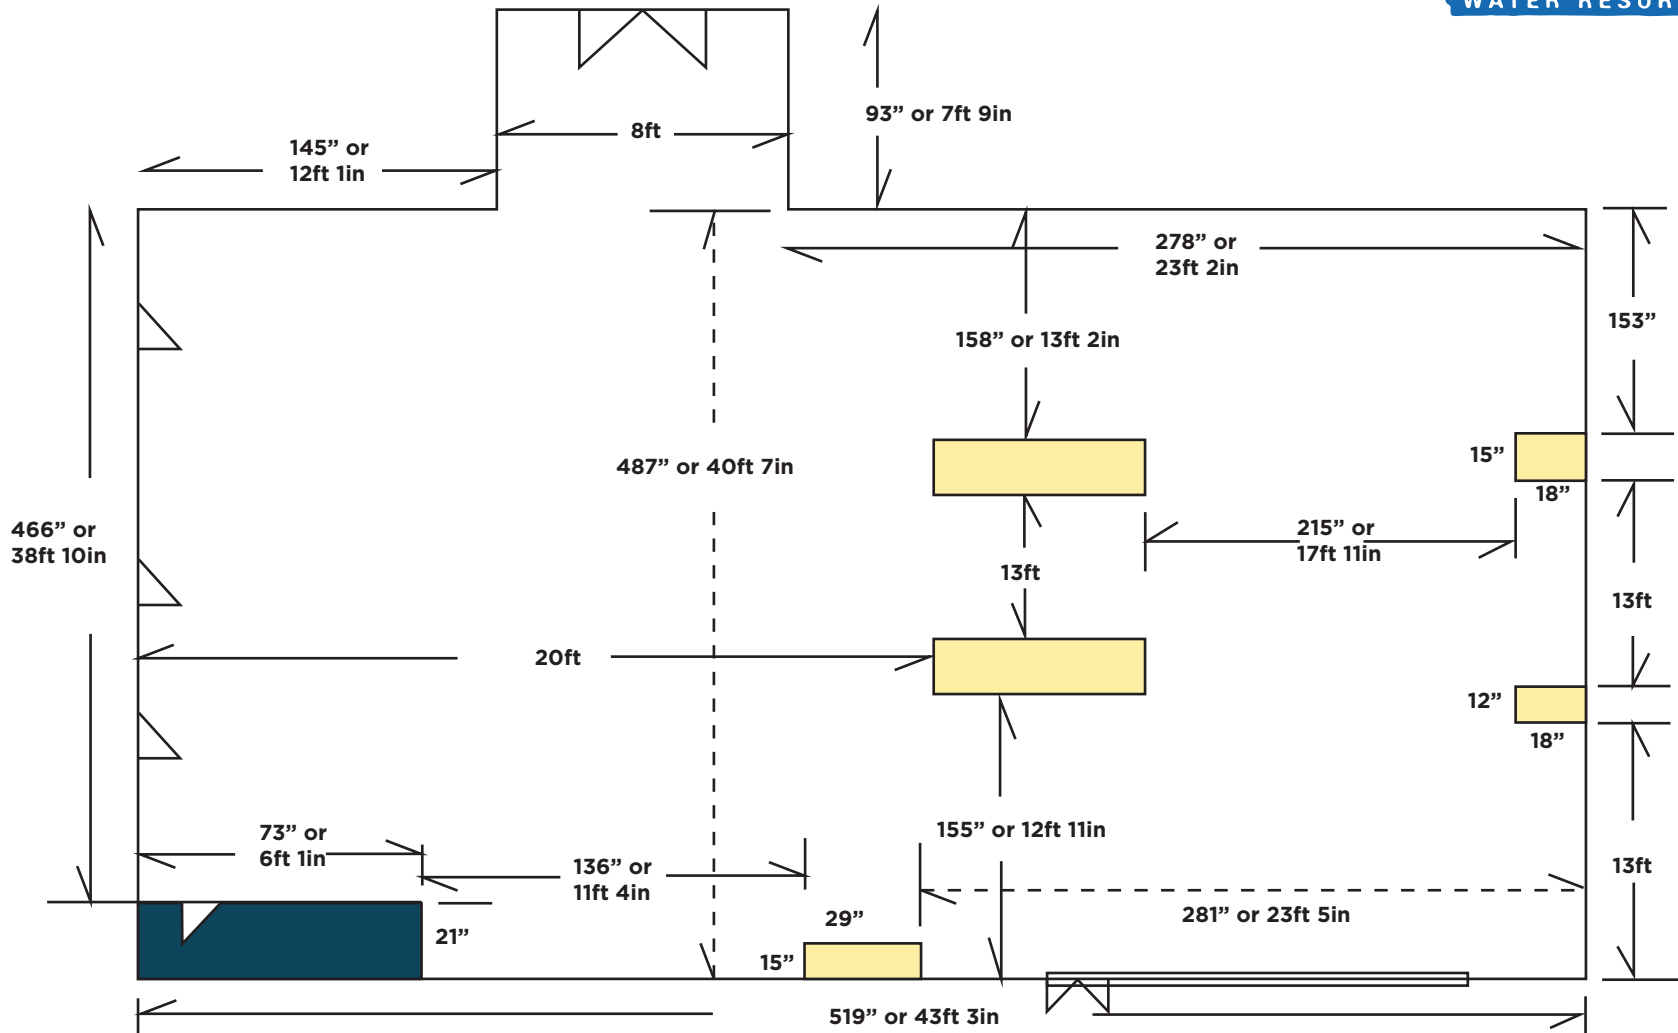 WATER RESOR
93” or 7ft 9in
8ft
145” or
12ft 1in
278” or
23ft 2in
153”
158” or 13ft 2in
487” or 40ft 7in
15”
18”
466” or
38ft 10in
215” or
17ft 11in
13ft
13ft
20ft
12”
18”
73” or
6ft 1in
155” or 12ft 11in
136” or
11ft 4in
13ft
29”
281” or 23ft 5in
21”
15”
519” or 43ft 3in